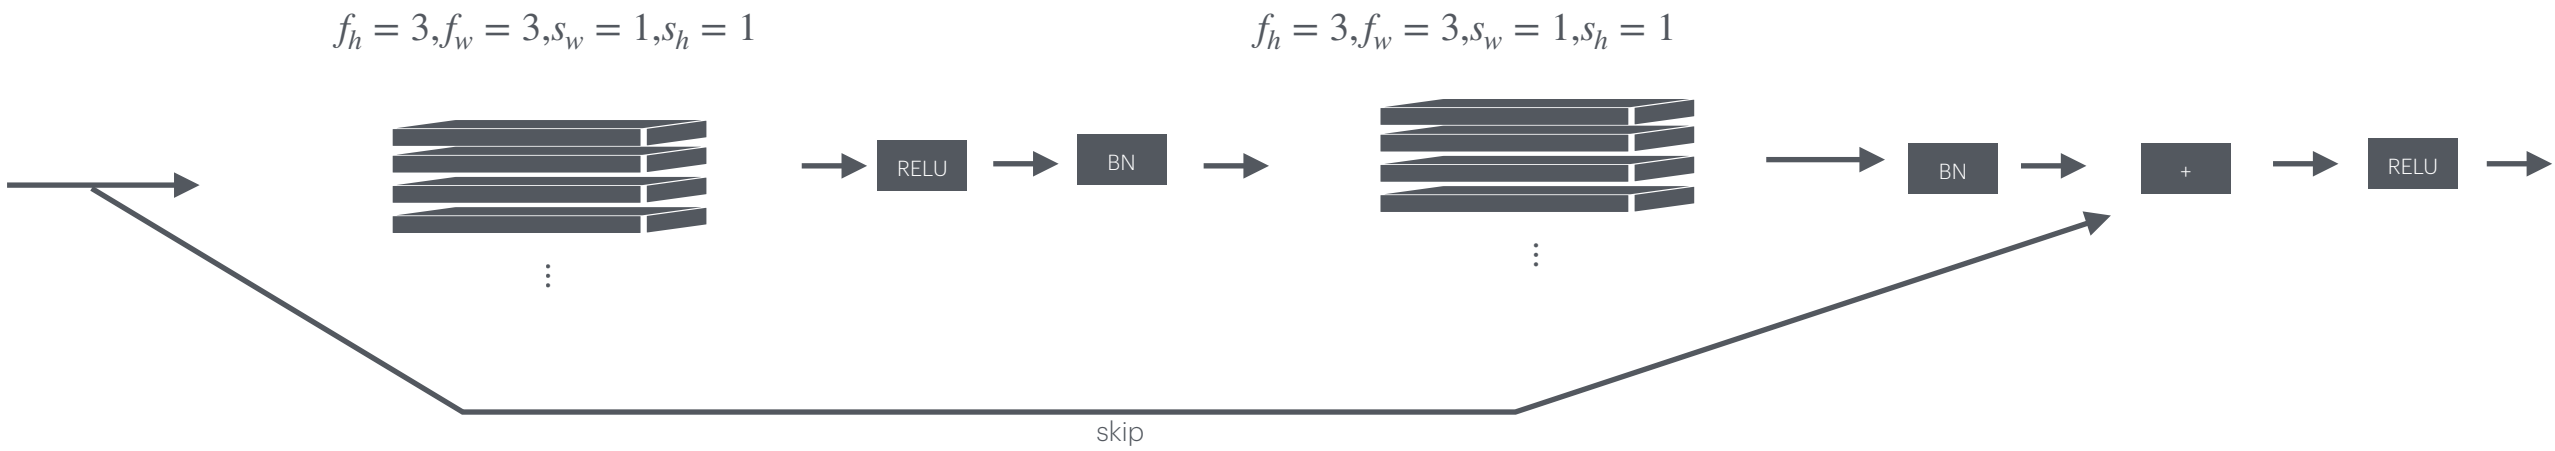 f_h = 3,f_w = 3,s_w = 1,s_h = 1
f_h = 3,f_w = 3,s_w = 1,s_h = 1
RELU
BN
BN
+
RELU
skip